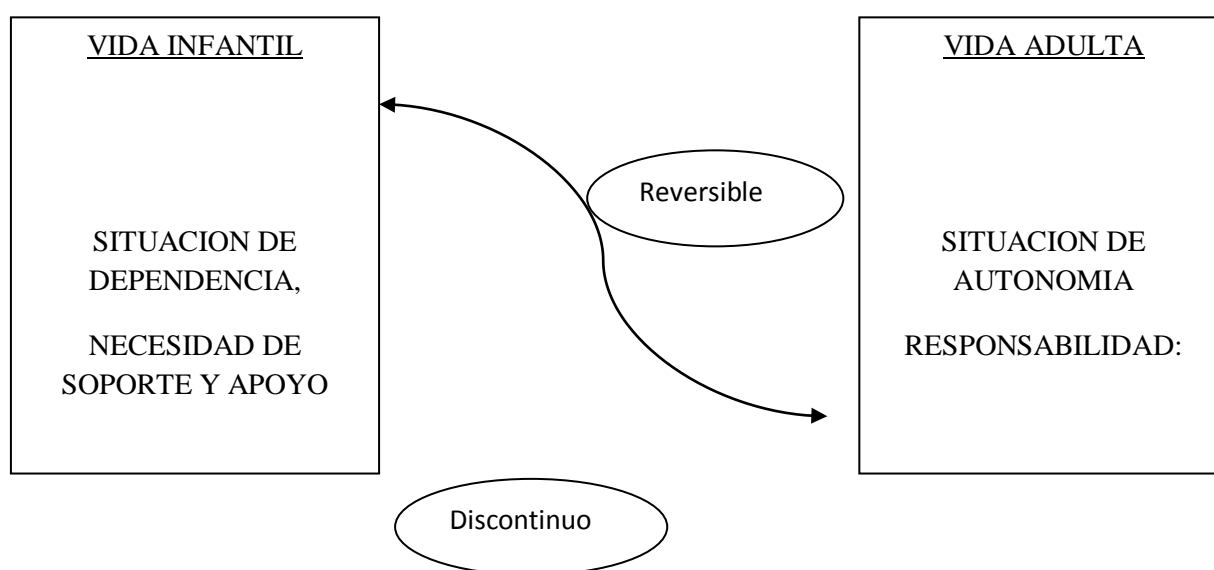 VIDA INFANTIL
SITUACION DE
DEPENDENCIA,
NECESIDAD DE
SOPORTE Y APOYO
Reversible
Discontinuo
VIDA ADULTA
SITUACION DE
AUTONOMIA
RESPONSABILIDAD: